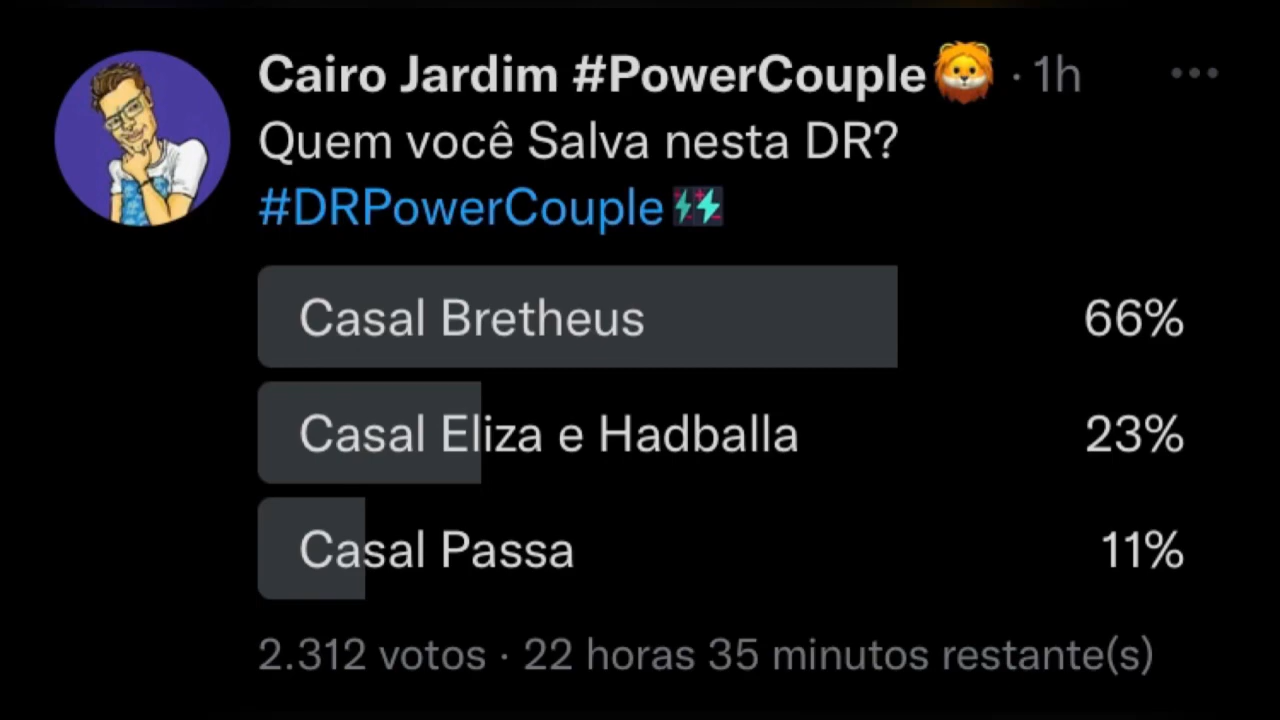 Cairo Jardim #PowerCouple🦁 · 1h
Quem você Salva nesta DR?
#DRPowerCouple
Casal Bretheus 66%
Casal Eliza e Hadballa 23%
Casal Passa 11%
2.312 votos · 22 horas 35 minutos restante(s)